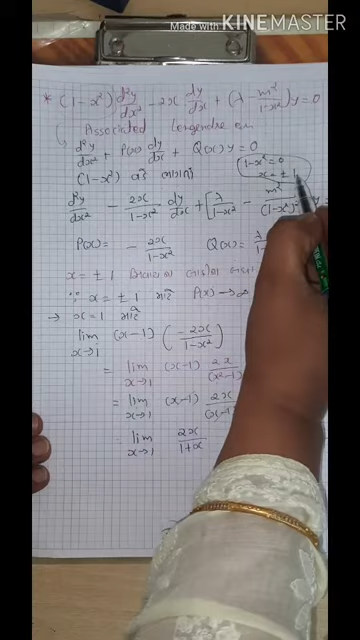 Made with KINEMASTER
* (1-x²) d²y/dx² - 2x dy/dx + (λ - m²/1-x²) y = 0
↳ Associated Legendre
d²y/dx² + P(x) dy/dx + Q(x) y = 0
1-x² = 0
x = ± 1
(1-x²)
d²y/dx² - 2x/1-x² dy/dx + [λ/1-x² - m²/(1-x²)² y =
P(x) = - 2x/1-x² Q(x) = λ/1-
x = ± 1
∵ x = ± 1 માટે P(x) → ∞
→ x = 1 માટે
lim x→1 (x-1) (-2x/1-x²)
= lim x→1 (x-1) 2x/(x²-1)
= lim x→1 (x-1) 2x/(x-1)
lim x→1 2x/1+x